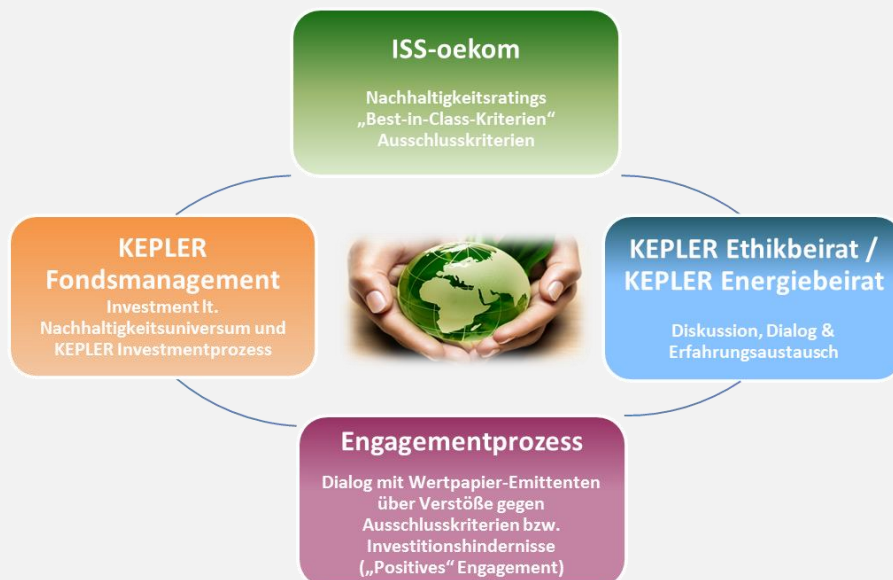 ISS-oekom
Nachhaltigkeitsratings
„Best-in-Class-Kriterien“
Ausschlusskriterien
KEPLER
Fondsmanagement
Investment lt.
Nachhaltigkeitsuniversum und
KEPLER Investmentprozess
KEPLER Ethikbeirat /
KEPLER Energiebeirat
Diskussion, Dialog &
Erfahrungsaustausch
Engagementprozess
Dialog mit Wertpapier-Emittenten
über Verstöße gegen
Ausschlusskriterien bzw.
Investitionshindernisse
(„Positives“ Engagement)